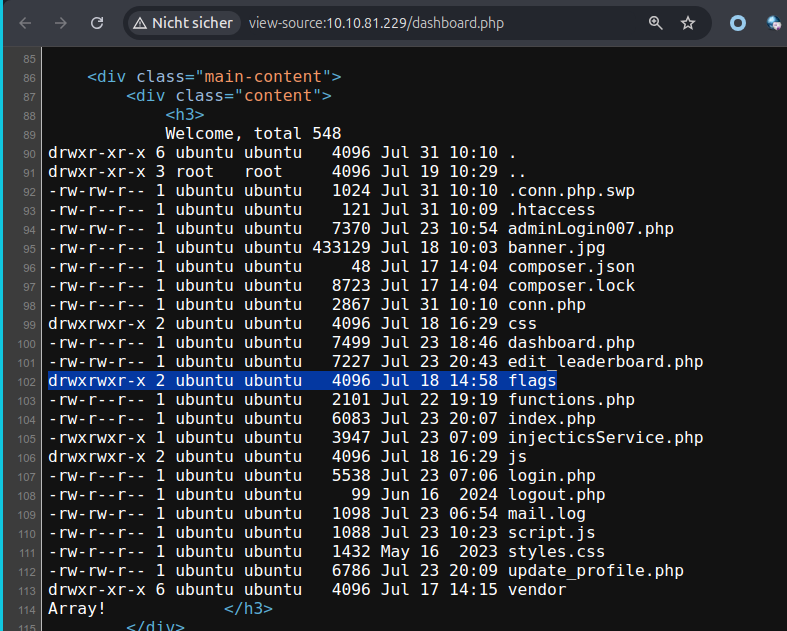 Nicht sicher view-source:10.10.81.229/dashboard.php
85
86 <div class="main-content">
87 <div class="content">
88 <h3>
89 Welcome, total 548
90 drwxr-xr-x 6 ubuntu ubuntu 4096 Jul 31 10:10 .
91 drwxr-xr-x 3 root root 4096 Jul 19 10:29 ..
92 -rw-rw-r-- 1 ubuntu ubuntu 1024 Jul 31 10:10 .conn.php.swp
93 -rw-r--r-- 1 ubuntu ubuntu 121 Jul 31 10:09 .htaccess
94 -rw-rw-r-- 1 ubuntu ubuntu 7370 Jul 23 10:54 adminLogin007.php
95 -rw-r--r-- 1 ubuntu ubuntu 433129 Jul 18 10:03 banner.jpg
96 -rw-rw-r-- 1 ubuntu ubuntu 48 Jul 17 14:04 composer.json
97 -rw-rw-r-- 1 ubuntu ubuntu 8723 Jul 17 14:04 composer.lock
98 -rw-r--r-- 1 ubuntu ubuntu 2867 Jul 31 10:10 conn.php
99 drwxrwxr-x 2 ubuntu ubuntu 4096 Jul 18 16:29 css
100 -rw-rw-r-- 1 ubuntu ubuntu 7499 Jul 23 18:46 dashboard.php
101 -rw-rw-r-- 1 ubuntu ubuntu 7227 Jul 23 20:43 edit_leaderboard.php
102 drwxrwxr-x 2 ubuntu ubuntu 4096 Jul 18 14:58 flags
103 -rw-r--r-- 1 ubuntu ubuntu 2101 Jul 22 19:19 functions.php
104 -rw-r--r-- 1 ubuntu ubuntu 6083 Jul 23 20:07 index.php
105 -rwxrwxr-x 1 ubuntu ubuntu 3947 Jul 23 07:09 injecticsService.php
106 drwxrwxr-x 2 ubuntu ubuntu 4096 Jul 18 16:29 js
107 -rw-r--r-- 1 ubuntu ubuntu 5538 Jul 23 07:06 login.php
108 -rw-r--r-- 1 ubuntu ubuntu 99 Jun 16 2024 logout.php
109 -rw-rw-r-- 1 ubuntu ubuntu 1098 Jul 23 06:54 mail.log
110 -rw-r--r-- 1 ubuntu ubuntu 1088 Jul 23 10:23 script.js
111 -rw-r--r-- 1 ubuntu ubuntu 1432 May 16 2023 styles.css
112 -rw-rw-r-- 1 ubuntu ubuntu 6786 Jul 23 20:09 update_profile.php
113 drwxrwxr-x 6 ubuntu ubuntu 4096 Jul 17 14:15 vendor
114 Array! </h3>
115 </div>